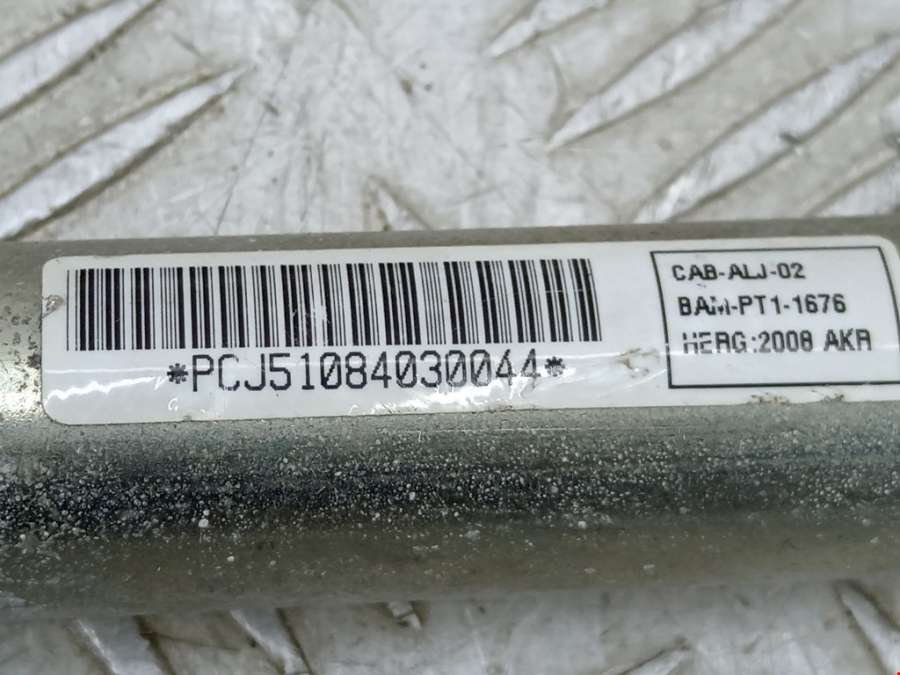 *PCJ51084030044*
CAB-ALJ-02
BAM-PT1-1676
HERG:2008 AKR